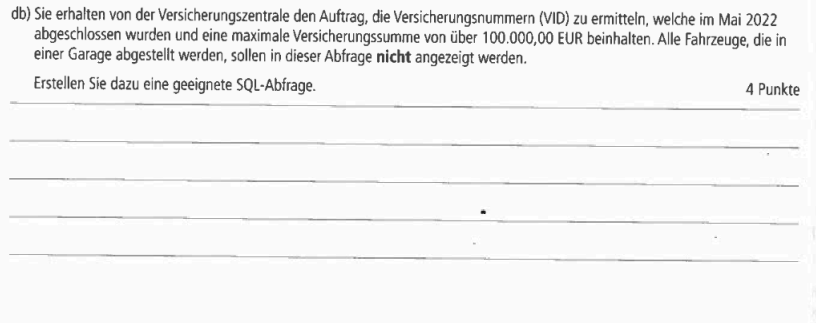 db) Sie erhalten von der Versicherungszentrale den Auftrag, die Versicherungsnummern (VID) zu ermitteln, welche im Mai 2022
abgeschlossen wurden und eine maximale Versicherungssumme von über 100.000,00 EUR beinhalten. Alle Fahrzeuge, die in
einer Garage abgestellt werden, sollen in dieser Abfrage nicht angezeigt werden.
Erstellen Sie dazu eine geeignete SQL-Abfrage. 4 Punkte